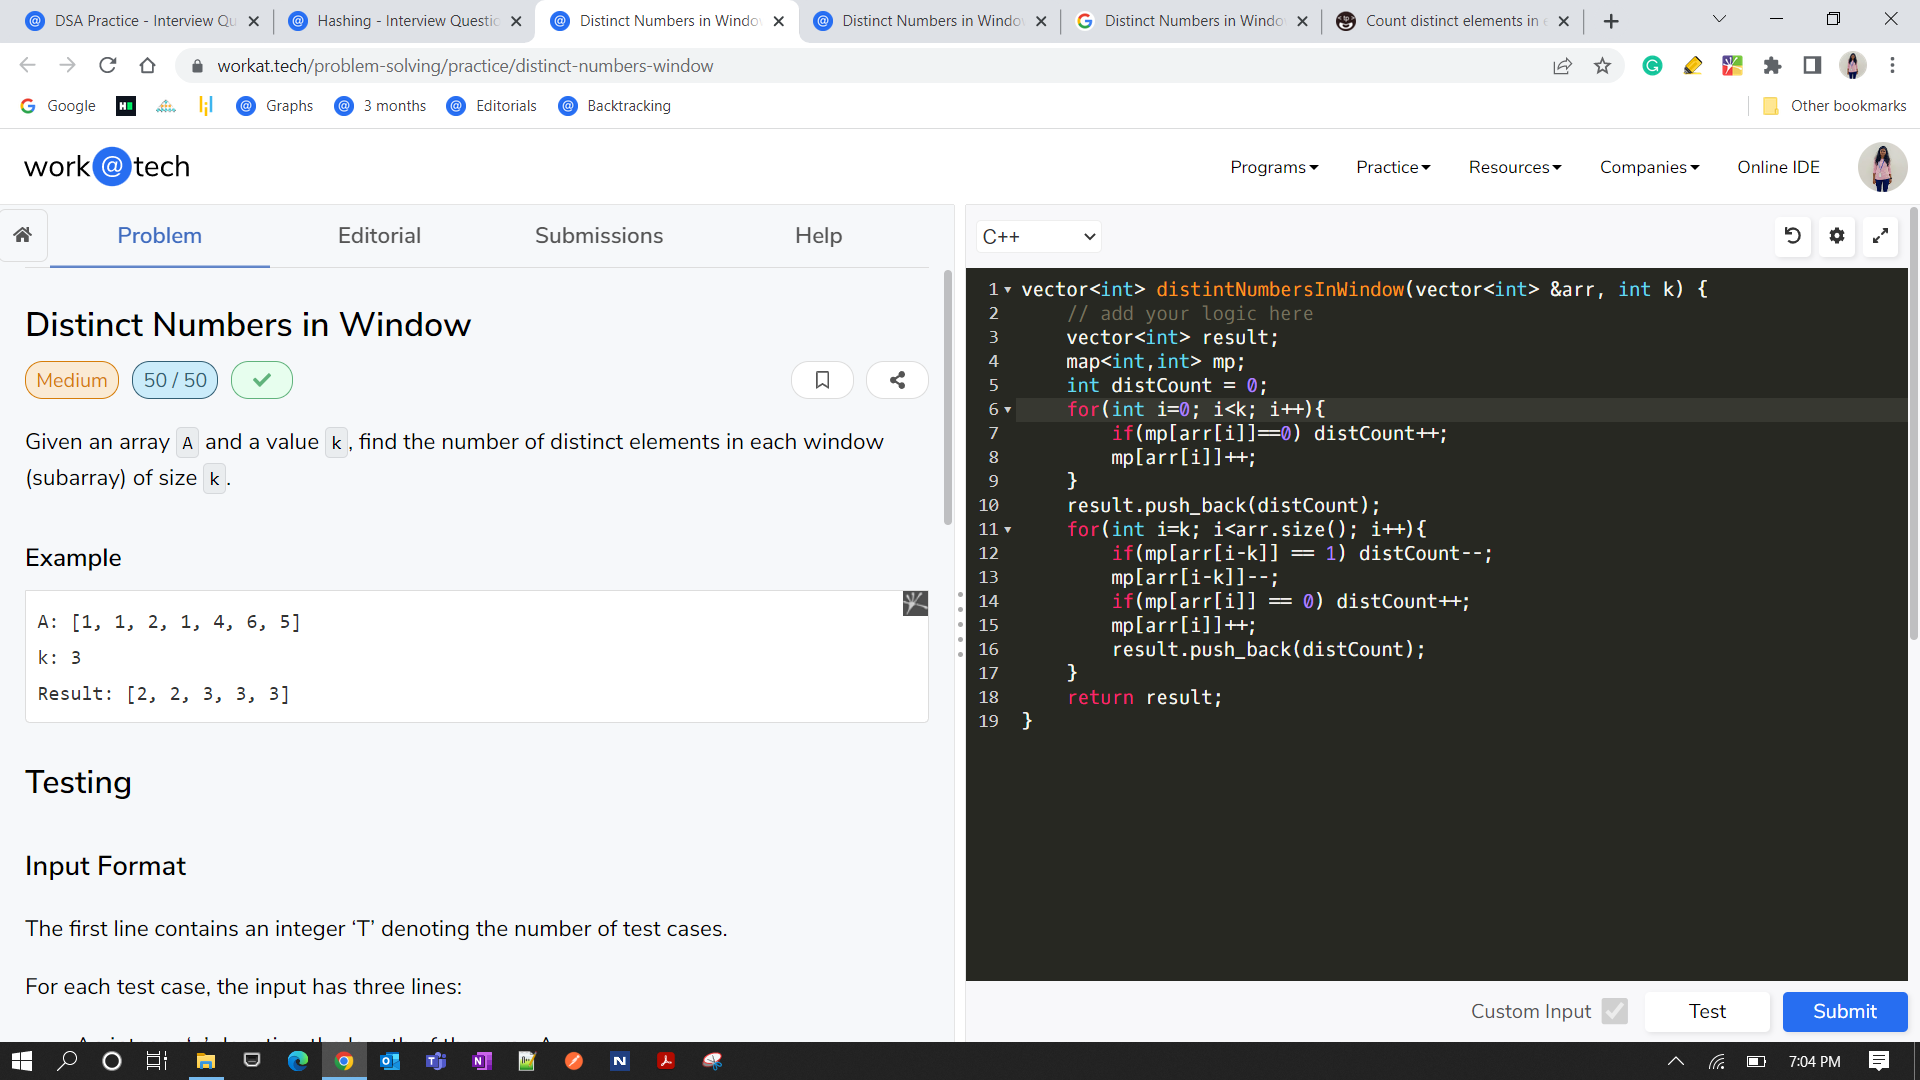 DSA Practice - Interview Qu
Hashing - Interview Questio
Distinct Numbers in Window
Distinct Numbers in Window
Distinct Numbers in Windo
Count distinct elements in e
workat.tech/problem-solving/practice/distinct-numbers-window
Google
Graphs
3 months
Editorials
Backtracking
Other bookmarks
work@tech
Programs
Practice
Resources
Companies
Online IDE
Problem
Editorial
Submissions
Help
Distinct Numbers in Window
Medium
50 / 50
Given an array A and a value k, find the number of distinct elements in each window
(subarray) of size k.
Example
A: [1, 1, 2, 1, 4, 6, 5]
k: 3
Result: [2, 2, 3, 3, 3]
Testing
Input Format
The first line contains an integer ‘T’ denoting the number of test cases.
For each test case, the input has three lines:
C++
1 vector<int> distintNumbersInWindow(vector<int> &arr, int k) {
2 // add your logic here
3 vector<int> result;
4 map<int,int> mp;
5 int distCount = 0;
6 for(int i=0; i<k; i++){
7 if(mp[arr[i]]==0) distCount++;
8 mp[arr[i]]++;
9 }
10 result.push_back(distCount);
11 for(int i=k; i<arr.size(); i++){
12 if(mp[arr[i-k]] == 1) distCount--;
13 mp[arr[i-k]]--;
14 if(mp[arr[i]] == 0) distCount++;
15 mp[arr[i]]++;
16 result.push_back(distCount);
17 }
18 return result;
19 }
Custom Input
Test
Submit
7:04 PM